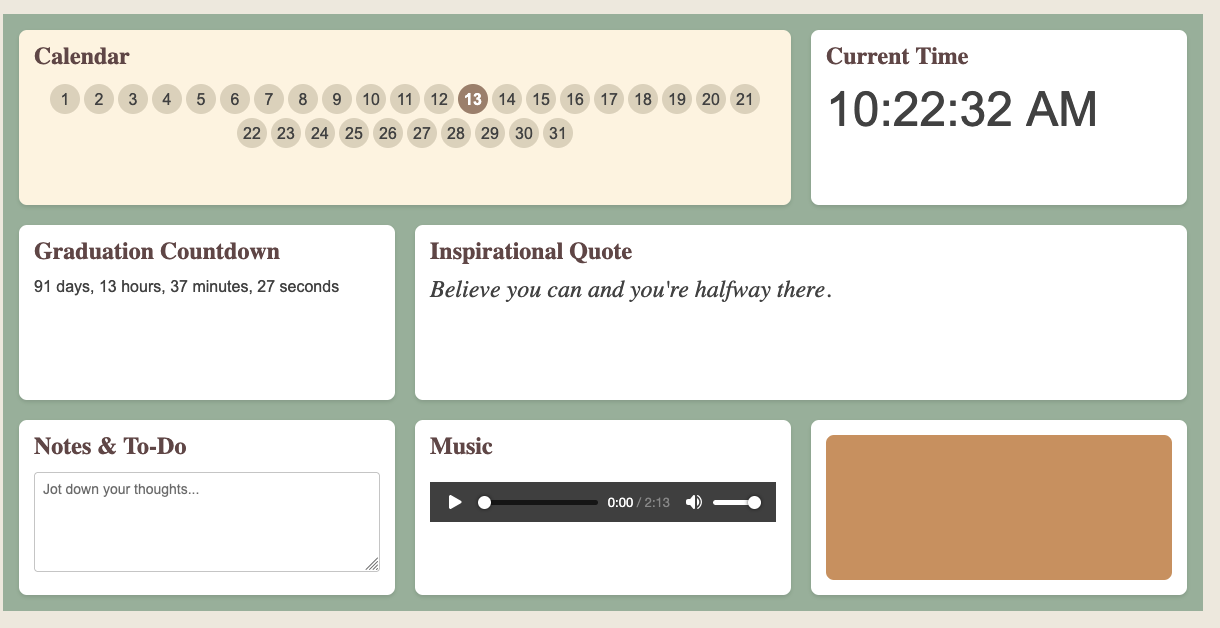 Calendar
1 2 3 4 5 6 7 8 9 10 11 12 13 14 15 16 17 18 19 20 21
22 23 24 25 26 27 28 29 30 31
Current Time
10:22:32 AM
Graduation Countdown
91 days, 13 hours, 37 minutes, 27 seconds
Inspirational Quote
Believe you can and you're halfway there.
Notes & To-Do
Jot down your thoughts...
Music
0:00 / 2:13